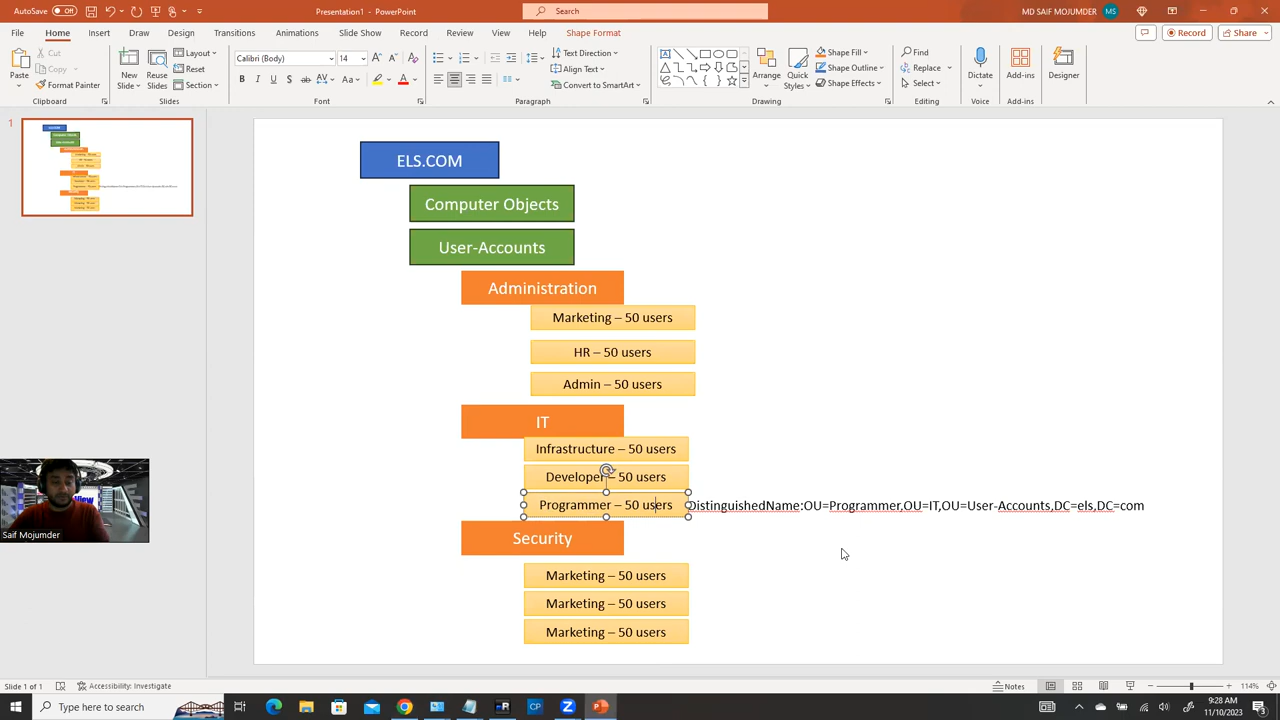 AutoSave
Off
Presentation1 - PowerPoint
Search
MD SAIF MOJUMDER
MS
File
Home
Insert
Draw
Design
Transitions
Animations
Slide Show
Record
Review
View
Help
Shape Format
Record
Share
Paste
Cut
Copy
Format Painter
Clipboard
New
Slide
Reuse
Slides
Layout
Reset
Section
Slides
Calibri (Body)
14
Font
Text Direction
Align Text
Convert to SmartArt
Paragraph
Arrange
Quick
Styles
Shape Fill
Shape Outline
Shape Effects
Drawing
Find
Replace
Select
Editing
Dictate
Voice
Add-ins
Add-ins
Designer
1
ELS.COM
Computer Objects
User-Accounts
Administration
Marketing – 50 users
HR – 50 users
Admin – 50 users
IT
Infrastructure – 50 users
Developer – 50 users
Programmer – 50 users
DistinguishedName:OU=Programmer,OU=IT,OU=User-Accounts,DC=els,DC=com
Security
Marketing – 50 users
Marketing – 50 users
Marketing – 50 users
Saif Mojumder
Slide 1 of 1
Accessibility: Investigate
Notes
114%
Type here to search
9:28 AM
11/10/2023